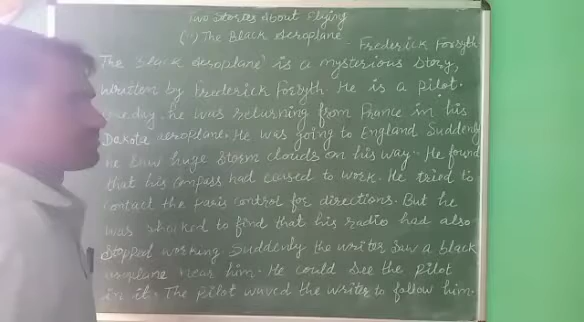 Two Stories About Flying
(i) The Black Aeroplane
- Frederick Forsyth
The Black Aeroplane' is a mysterious story,
written by Frederick Forsyth. He is a pilot.
one day, he was returning from France in his
Dakota aeroplane. He was going to England. Suddenly
he saw huge storm clouds on his way. He found
that his compass had ceased to work. He tried to
contact the paris control for directions. But he
was shocked to find that his radio had also
stopped working. Suddenly the writer saw a black
aeroplane near him. He could see the pilot
in it. The pilot waved the writer to follow him.